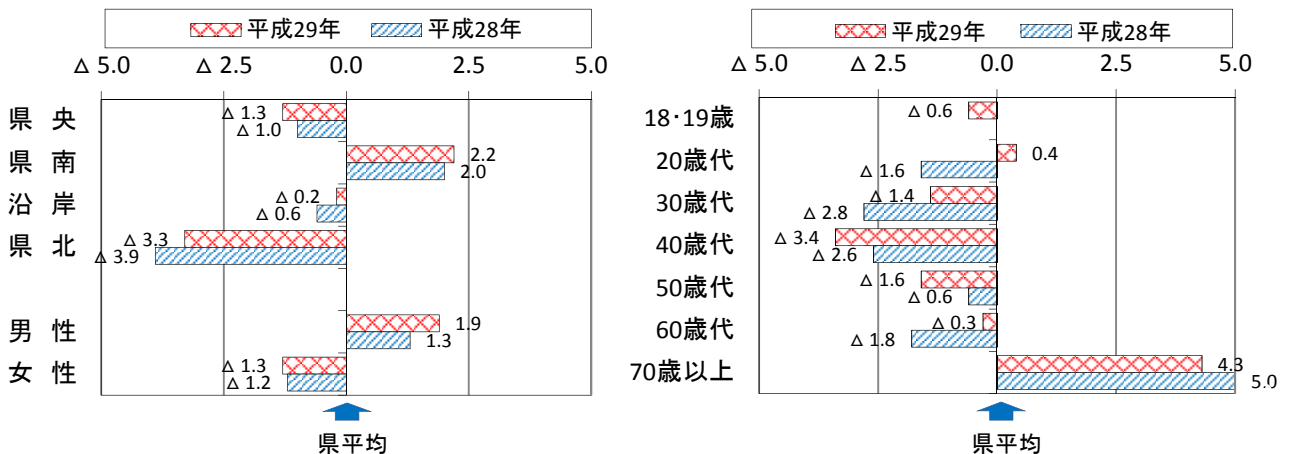 平成29年 平成28年
△ 5.0 △ 2.5 0.0 2.5 5.0
県 央
△ 1.3
△ 1.0
県 南
2.2
2.0
沿 岸
△ 0.2
△ 0.6
県 北
△ 3.3
△ 3.9
男 性
1.9
1.3
女 性
△ 1.3
△ 1.2
県平均
平成29年 平成28年
△ 5.0 △ 2.5 0.0 2.5 5.0
18・19歳
△ 0.6
20歳代
0.4
△ 1.6
30歳代
△ 1.4
△ 2.8
40歳代
△ 3.4
△ 2.6
50歳代
△ 1.6
△ 0.6
60歳代
△ 0.3
△ 1.8
70歳以上
4.3
5.0
県平均